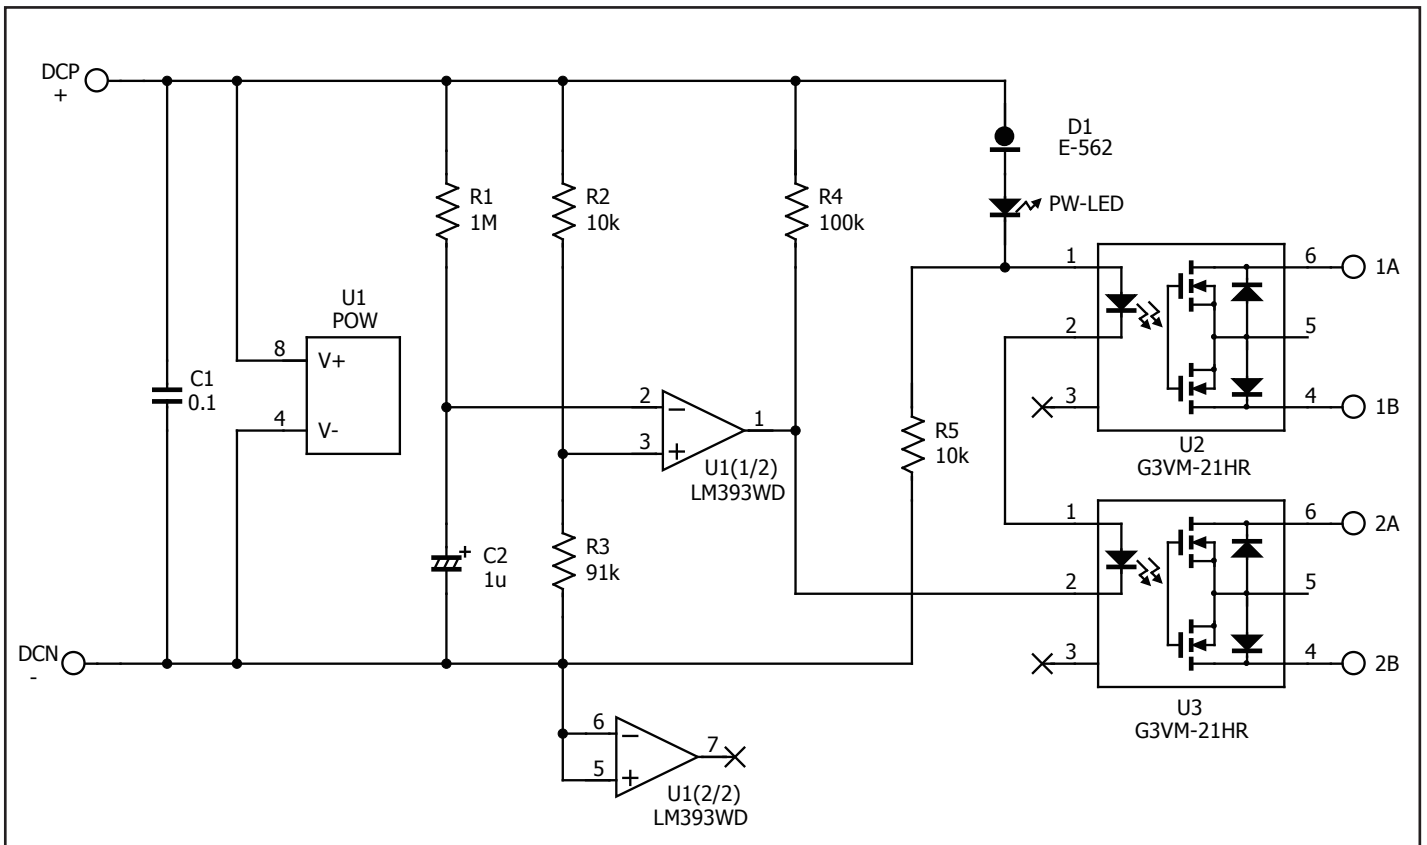 DCP
+
D1
E-562
R1
1M
R2
10k
R4
100k
PW-LED
1
6
1A
U1
POW
2
5
8
V+
C1
0.1
2
−
3
4
1B
4
V-
1
R5
10k
3
+
U1(1/2)
LM393WD
U2
G3VM-21HR
1
6
2A
+
C2
1u
R3
91k
2
5
DCN
-
3
4
2B
U3
G3VM-21HR
6
−
7
5
+
U1(2/2)
LM393WD